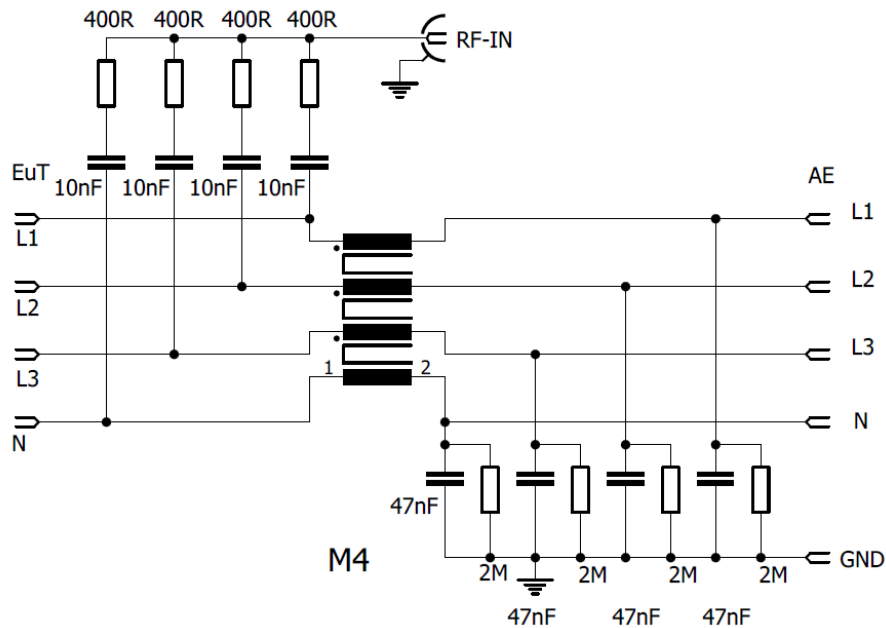 400R 400R 400R 400R
RF-IN
EuT
10nF 10nF 10nF 10nF
AE
L1
L1
L2
L2
L3
L3
1 2
N
N
47nF
M4
GND
2M 2M 2M 2M
47nF 47nF 47nF